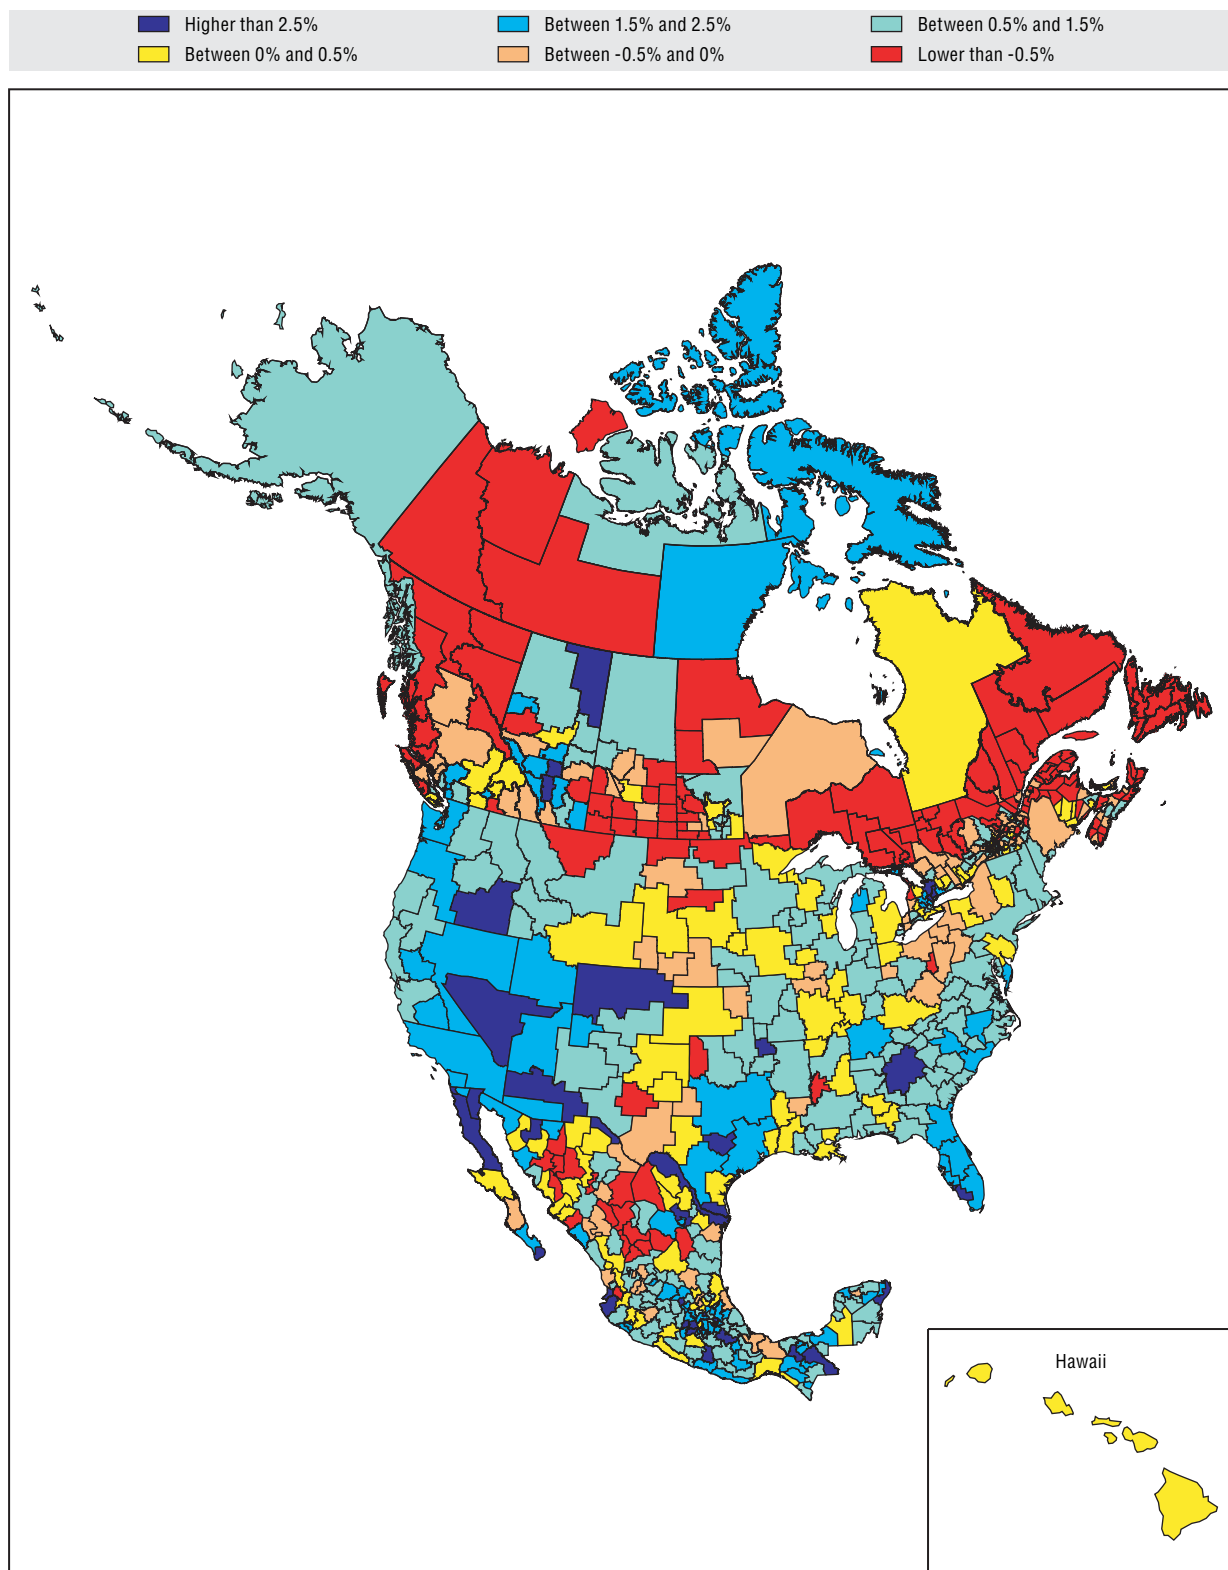 Higher than 2.5% Between 1.5% and 2.5% Between 0.5% and 1.5%
Between 0% and 0.5% Between -0.5% and 0% Lower than -0.5%
Hawaii